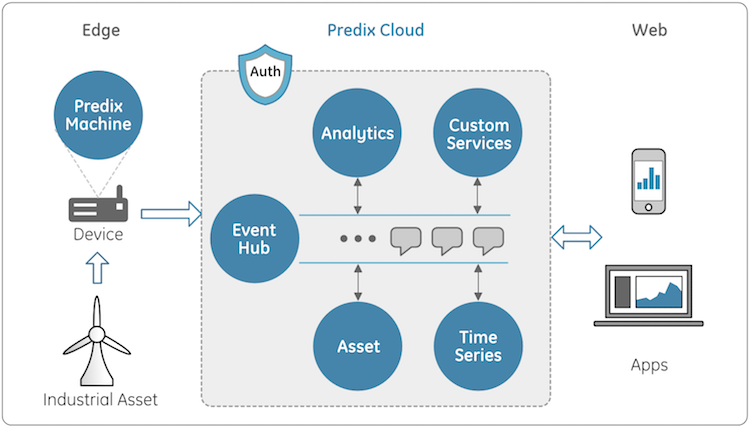 Edge
Predix Cloud
Web
Auth
Predix
Machine
Analytics
Custom
Services
Device
Event
Hub
Asset
Time
Series
Industrial Asset
Apps